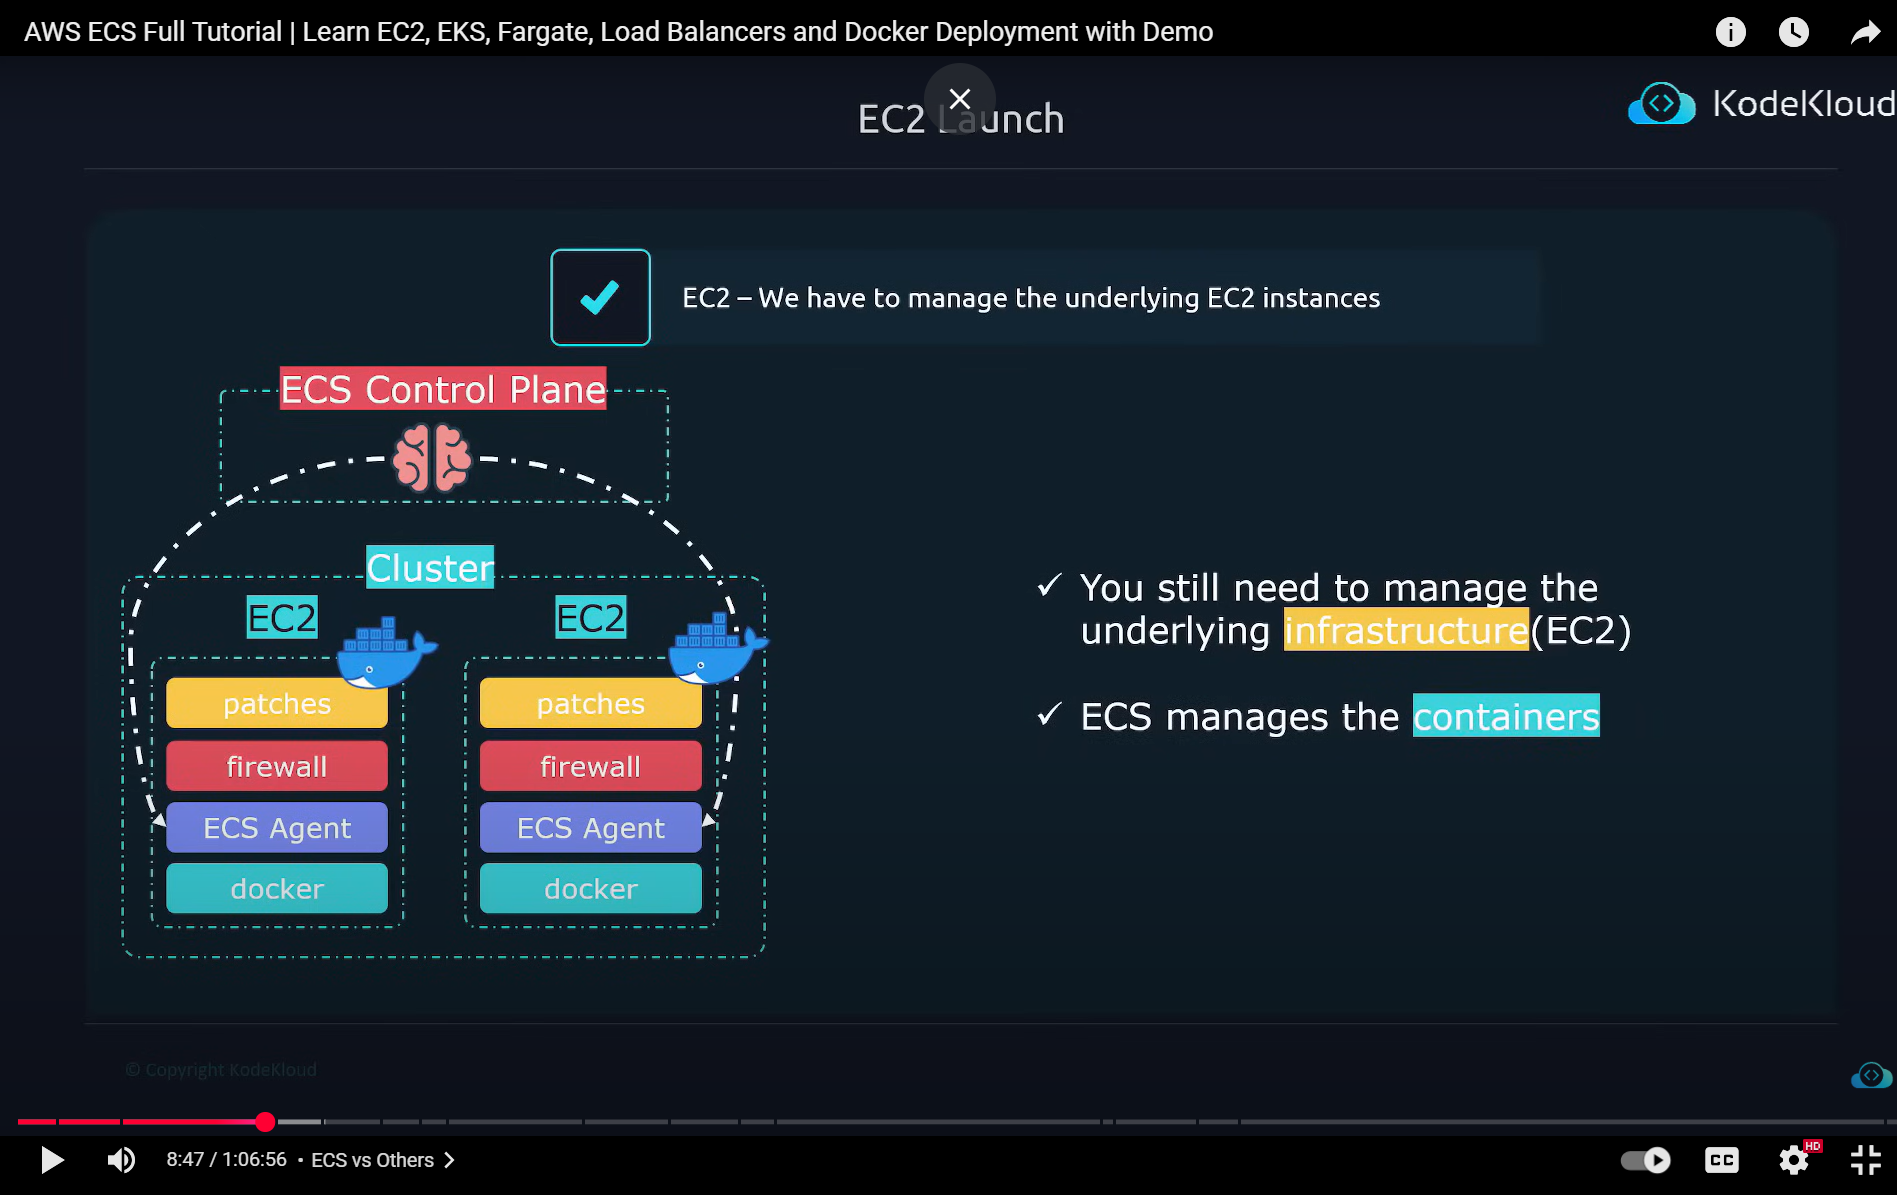 AWS ECS Full Tutorial | Learn EC2, EKS, Fargate, Load Balancers and Docker Deployment with Demo
KodeKloud
EC2 Launch
EC2 – We have to manage the underlying EC2 instances
ECS Control Plane
Cluster
EC2
EC2
patches
firewall
ECS Agent
docker
patches
firewall
ECS Agent
docker
✓ You still need to manage the
underlying infrastructure(EC2)
✓ ECS manages the containers
© Copyright KodeKloud
8:47 / 1:06:56 • ECS vs Others
CC
HD